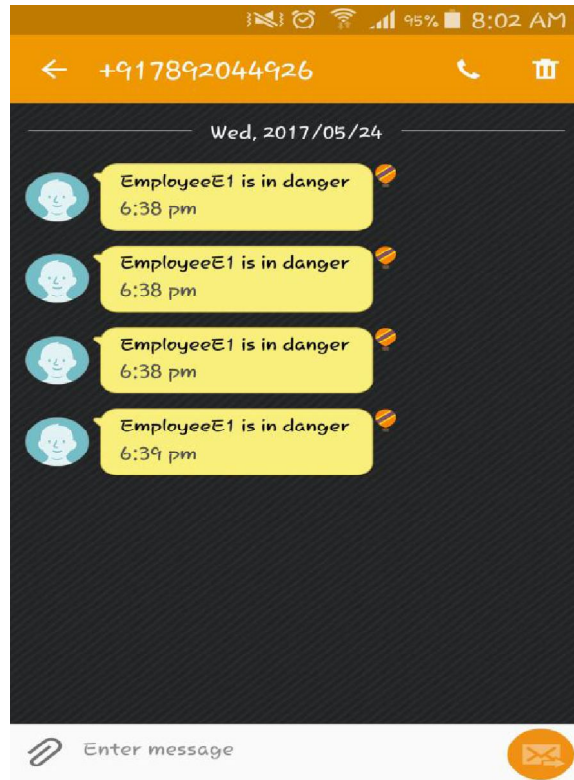 95% 8:02 AM
+917892044926
Wed, 2017/05/24
EmployeeE1 is in danger
6:38 pm
EmployeeE1 is in danger
6:38 pm
EmployeeE1 is in danger
6:38 pm
EmployeeE1 is in danger
6:39 pm
Enter message